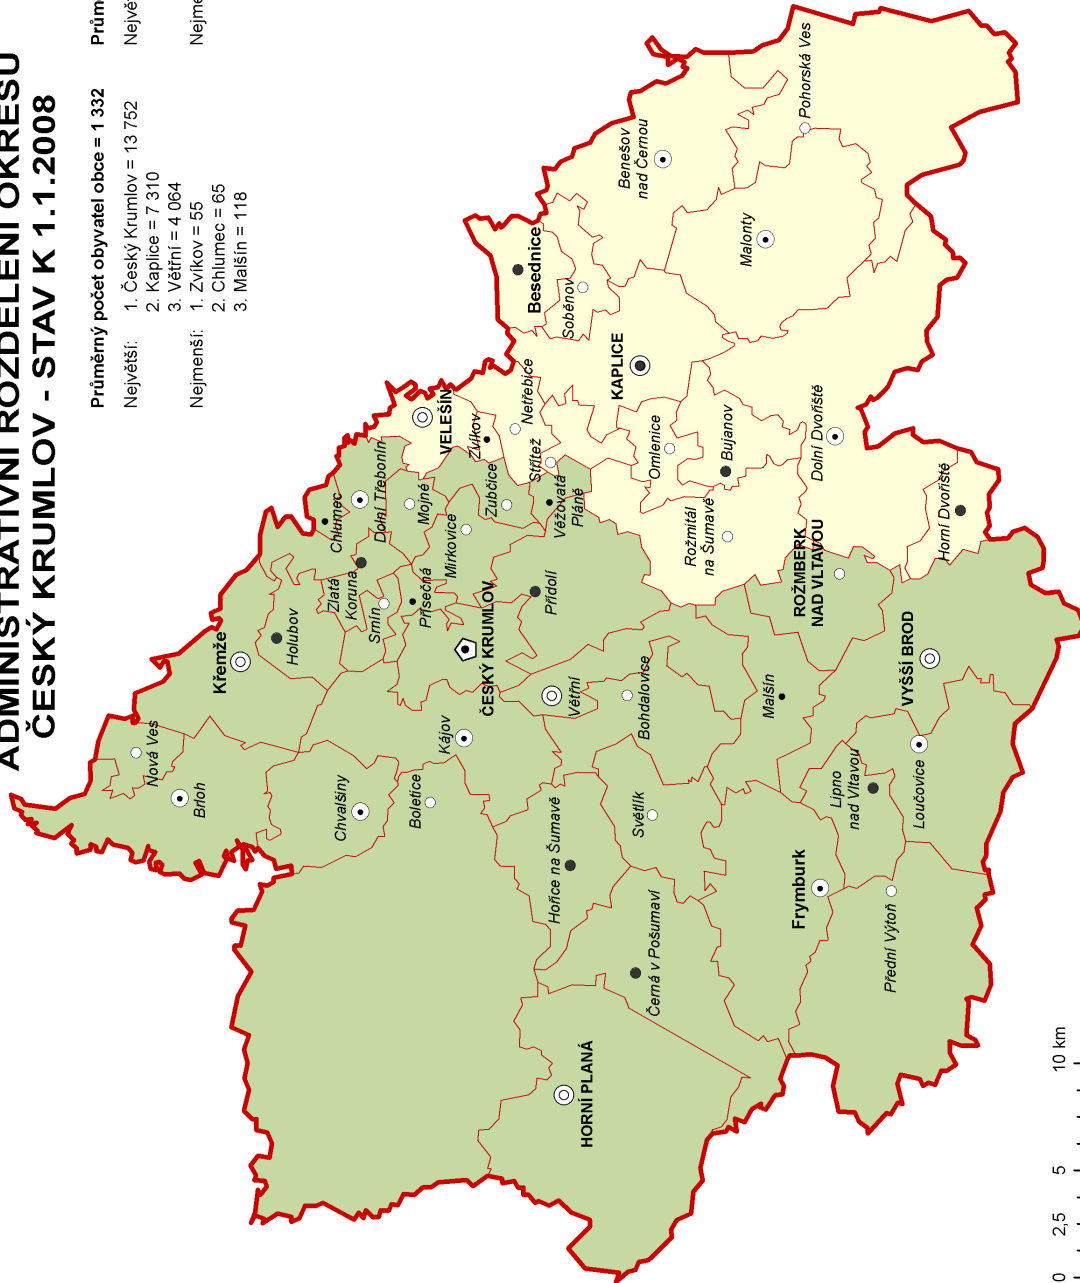 ADMINISTRATIVNÍ ROZDĚLENÍ OKRESU
ČESKÝ KRUMLOV - STAV K 1.1.2008
Průměrný počet obyvatel obce = 1 332
Největší: 1. Český Krumlov = 13 752
2. Kaplice = 7 310
3. Větřní = 4 064
Nejmenší: 1. Zvíkov = 55
2. Chlumec = 65
3. Malšín = 118
Prům
Největ
Nejme
Nová Ves
Brloh
Křemže
Holubov
Chlumec
Zlatá
Koruna
Dolní Třebonín
Srnín
Mojné
Přísečná
Mirkovice
Zubčice
VELEŠÍN
Zvíkov
Netřebice
Střítež
Věžovatá
Pláně
Besednice
Soběnov
Benešov
nad Černou
Pohorská Ves
Malonty
KAPLICE
Omlenice
Bujanov
Rožmitál
na Šumavě
Dolní Dvořiště
Horní Dvořiště
ROŽMBERK
NAD VLTAVOU
VYŠŠÍ BROD
Přídolí
ČESKÝ KRUMLOV
Kájov
Chvalšiny
Boletice
Větřní
Bohdalovice
Malšín
Světlík
Hořice na Šumavě
Černá v Pošumaví
Lipno
nad Vltavou
Loučovice
Frymburk
Přední Výtoň
HORNÍ PLANÁ
0 2,5 5 10 km